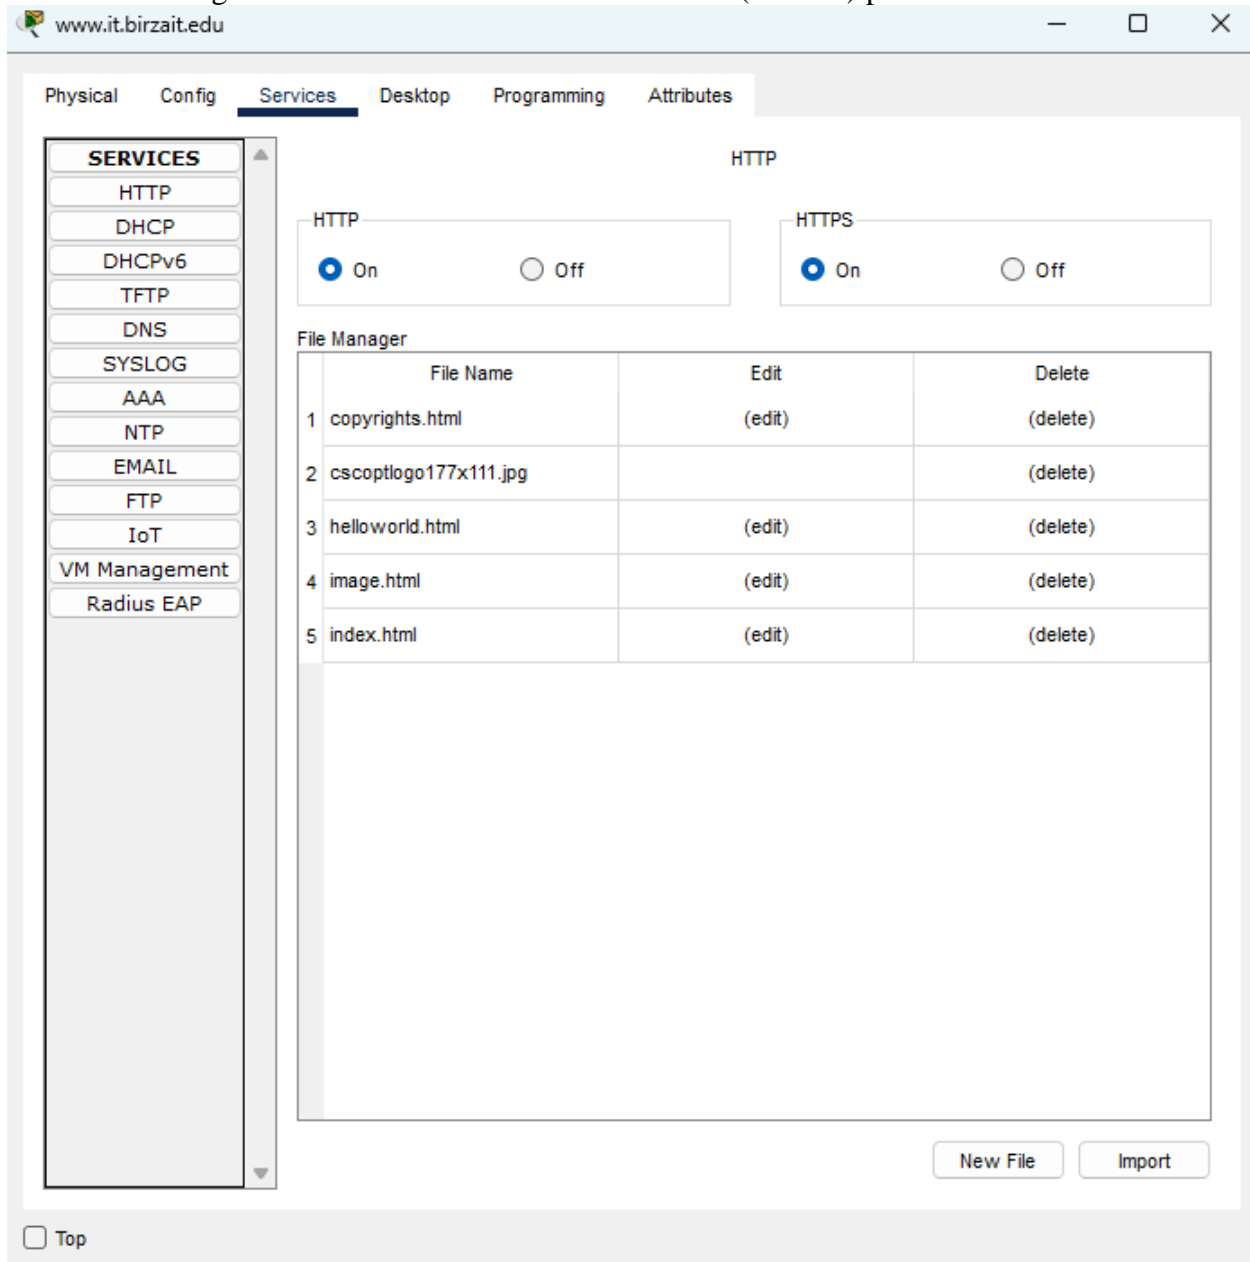 www.it.birzait.edu
Physical Config Services Desktop Programming Attributes
SERVICES
HTTP
DHCP
DHCPv6
TFTP
DNS
SYSLOG
AAA
NTP
EMAIL
FTP
IoT
VM Management
Radius EAP
HTTP
HTTP
On Off
HTTPS
On Off
File Manager
File Name Edit Delete
1 copyrights.html (edit) (delete)
2 cscoptlogo177x111.jpg (delete)
3 helloworld.html (edit) (delete)
4 image.html (edit) (delete)
5 index.html (edit) (delete)
New File Import
Top